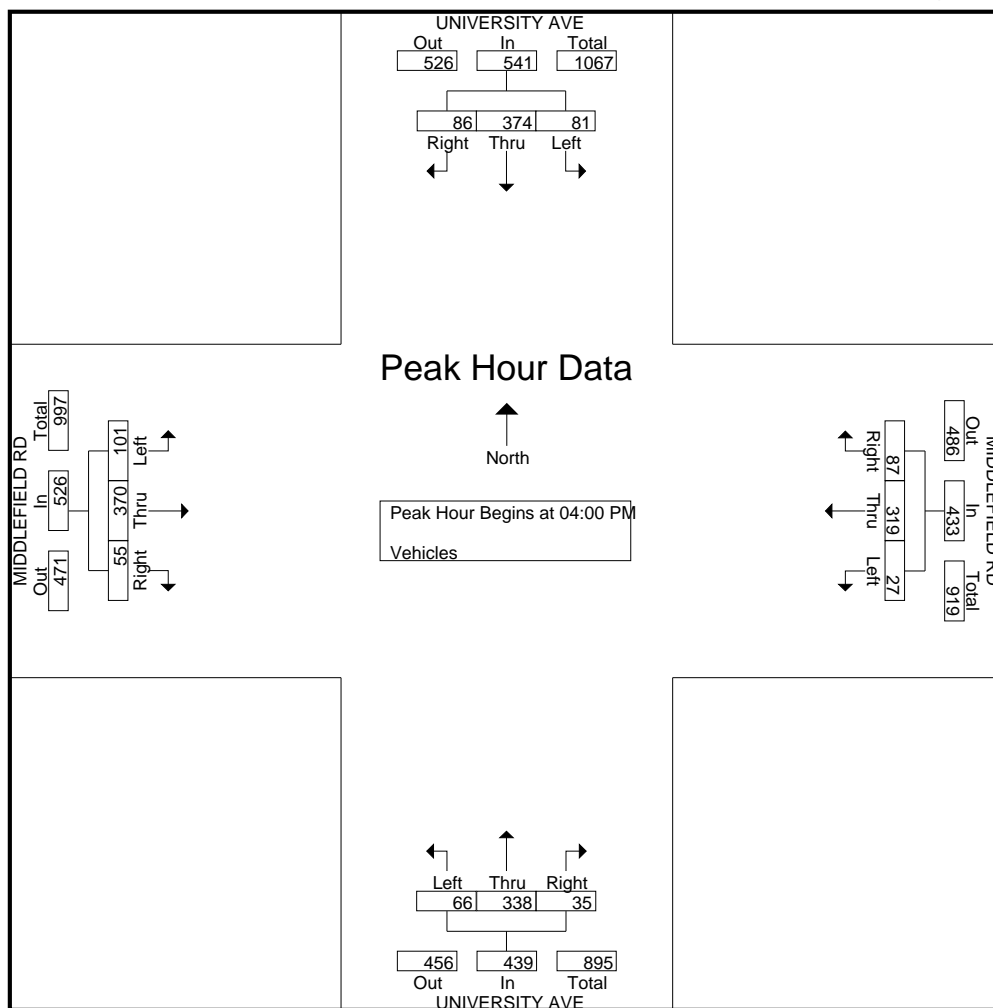 UNIVERSITY AVE
Out In Total
526 541 1067
86 374 81
Right Thru Left
Peak Hour Data
North
Peak Hour Begins at 04:00 PM
Vehicles
MIDDLEFIELD RD
Total In Out
997 526 471
101 370 55
Left Thru Right
MIDDLEFIELD RD
Out In Total
486 433 919
87 319 27
Right Thru Left
Left Thru Right
66 338 35
456 439 895
Out In Total
UNIVERSITY AVE